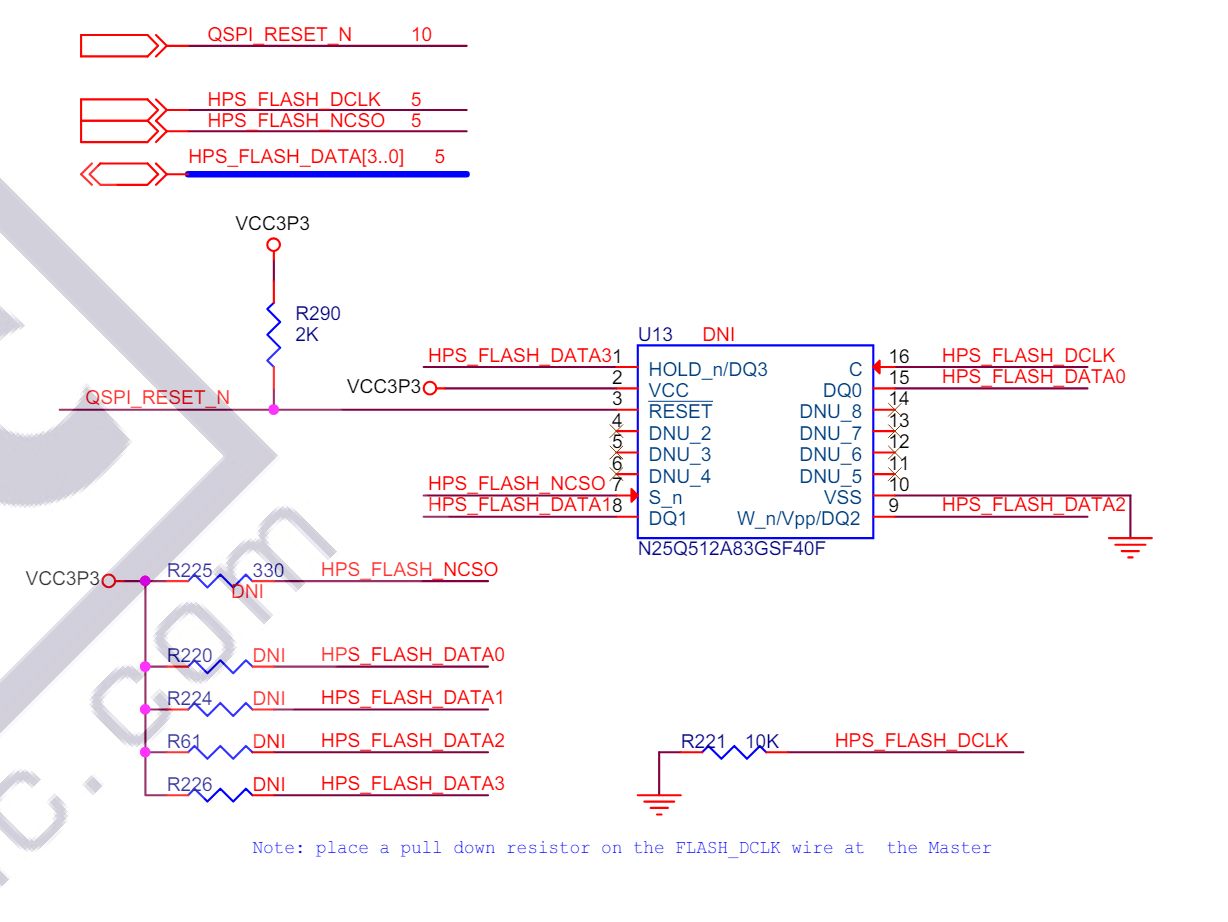 QSPI_RESET_N 10
HPS_FLASH_DCLK 5
HPS_FLASH_NCSO 5
HPS_FLASH_DATA[3..0] 5
VCC3P3
R290
2K
U13 DNI
HPS_FLASH_DATA3 1 HOLD_n/DQ3 C 16 HPS_FLASH_DCLK
VCC3P3 2 VCC DQ0 15 HPS_FLASH_DATA0
QSPI_RESET_N 3 RESET DNU_8 14
4 DNU_2 DNU_7 13
5 DNU_3 DNU_6 12
6 DNU_4 DNU_5 11
HPS_FLASH_NCSO 7 S_n VSS 10
HPS_FLASH_DATA1 8 DQ1 W_n/Vpp/DQ2 9 HPS_FLASH_DATA2
N25Q512A83GSF40F
VCC3P3 R225 330 HPS_FLASH_NCSO
DNI
R220 DNI HPS_FLASH_DATA0
R224 DNI HPS_FLASH_DATA1
R61 DNI HPS_FLASH_DATA2
R226 DNI HPS_FLASH_DATA3
R221 10K HPS_FLASH_DCLK
Note: place a pull down resistor on the FLASH_DCLK wire at the Master
c.com